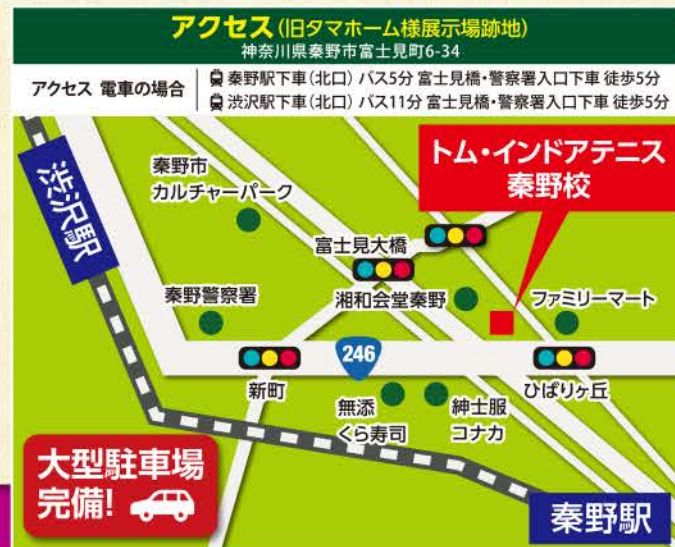 アクセス(旧タマホーム様展示場跡地)
神奈川県秦野市富士見町6-34
アクセス 電車の場合
秦野駅下車(北口) バス5分 富士見橋・警察署入口下車 徒歩5分
渋沢駅下車(北口) バス11分 富士見橋・警察署入口下車 徒歩5分
トム・インドアテニス
秦野校
秦野市
カルチャーパーク
渋沢駅
富士見大橋
秦野警察署
湘和会堂秦野
ファミリーマート
246
新町
ひばりヶ丘
無添
くら寿司
紳士服
コナカ
大型駐車場
完備!
秦野駅